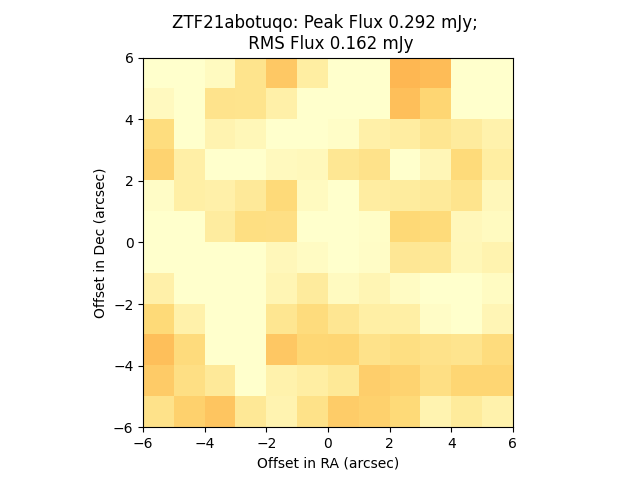 ZTF21abotuqo: Peak Flux 0.292 mJy;
RMS Flux 0.162 mJy
6
4
2
0
−2
−4
−6
Offset in Dec (arcsec)
−6 −4 −2 0 2 4 6
Offset in RA (arcsec)